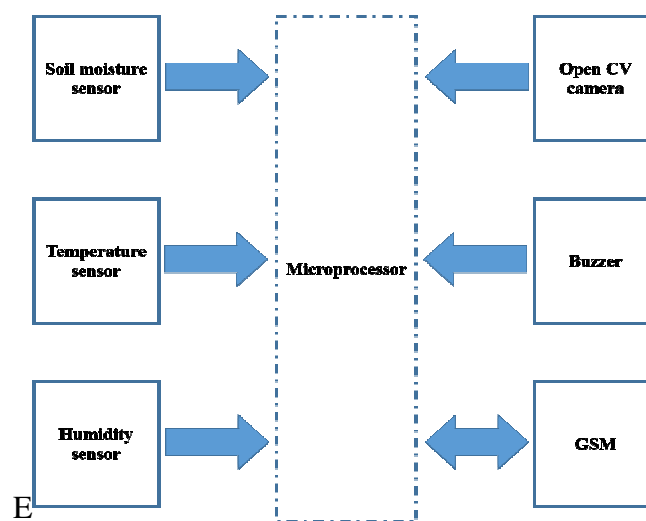 Soil moisture
sensor
Open CV
camera
Temperature
sensor
Microprocessor
Buzzer
Humidity
sensor
GSM
E